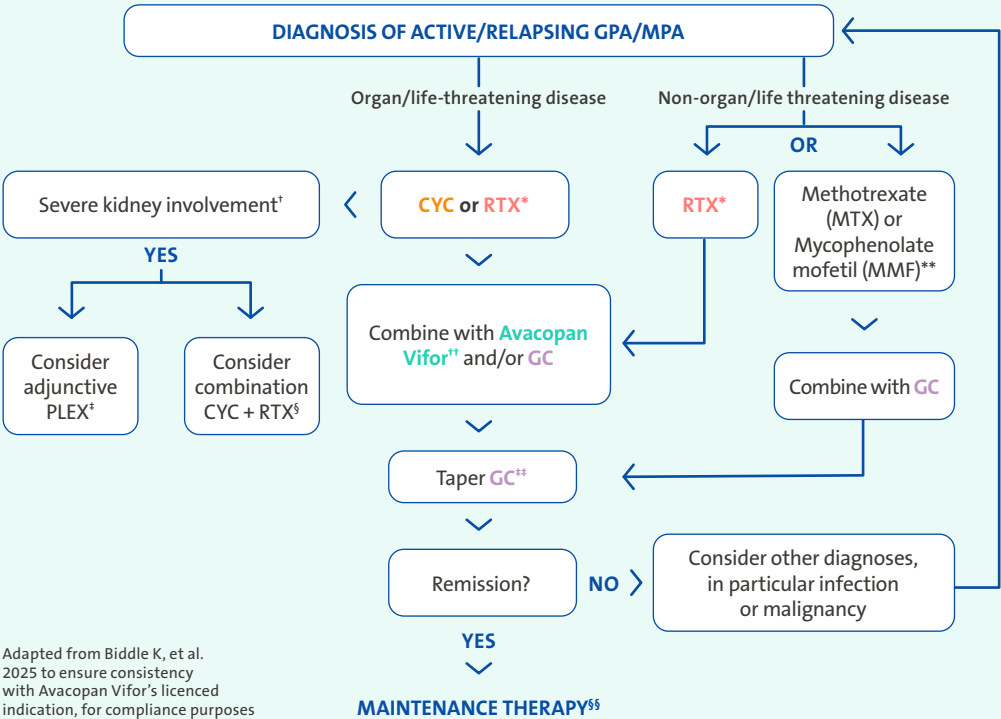 DIAGNOSIS OF ACTIVE/RELAPSING GPA/MPA
Organ/life-threatening disease
Non-organ/life threatening disease
OR
Severe kidney involvement†
CYC or RTX*
RTX*
Methotrexate
(MTX) or
Mycophenolate
mofetil (MMF)**
YES
Consider
adjunctive
PLEX‡
Consider
combination
CYC + RTX§
Combine with Avacopan
Vifor†† and/or GC
Combine with GC
Taper GC‡‡
Remission?
NO
Consider other diagnoses,
in particular infection
or malignancy
YES
MAINTENANCE THERAPY§§
Adapted from Biddle K, et al.
2025 to ensure consistency
with Avacopan Vifor’s licenced
indication, for compliance purposes